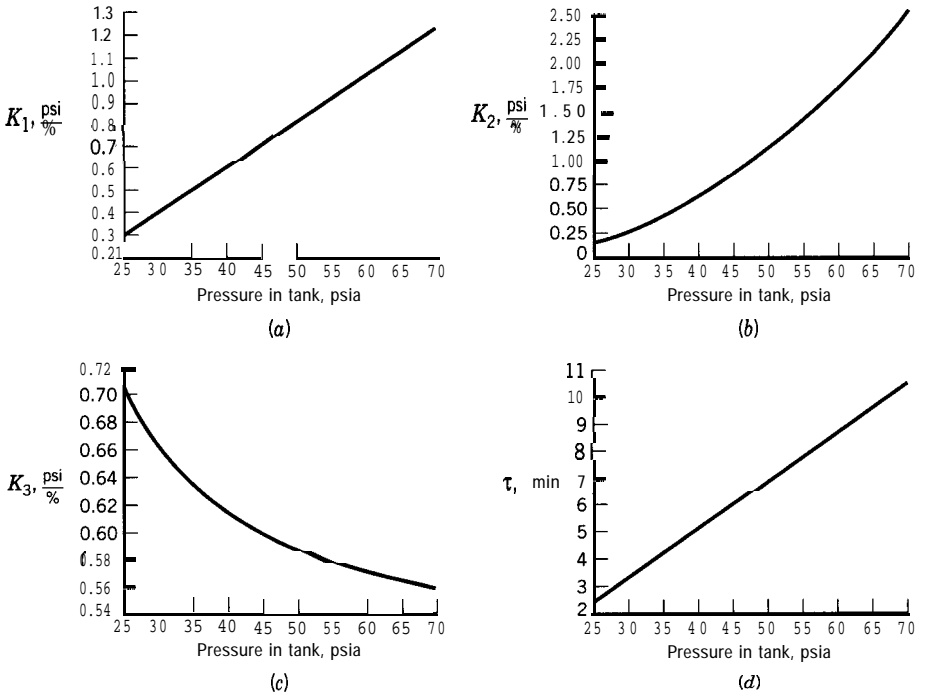 1.3
1.2
1.1
1.0
0.9
0.8
0.7
0.6
0.5
0.4
0.3
0.21
K1, psi/%
25 30 35 40 45 50 55 60 65 70
Pressure in tank, psia
(a)
2.50
2.25
2.00
1.75
1 50
1.25
1.00
0.75
0.50
0.25
0
K2, psi/%
25 30 35 40 45 50 55 60 65 70
Pressure in tank, psia
(b)
0.72
0.70
0.68
0.66
0.64
0.62
0.60
0.58
0.56
0.54
K3, psi/%
25 30 35 40 45 50 55 60 65 70
Pressure in tank, psia
(c)
11
10
9
8
7
6
5
4
3
2
τ, min
25 30 35 40 45 50 55 60 65 70
Pressure in tank, psia
(d)